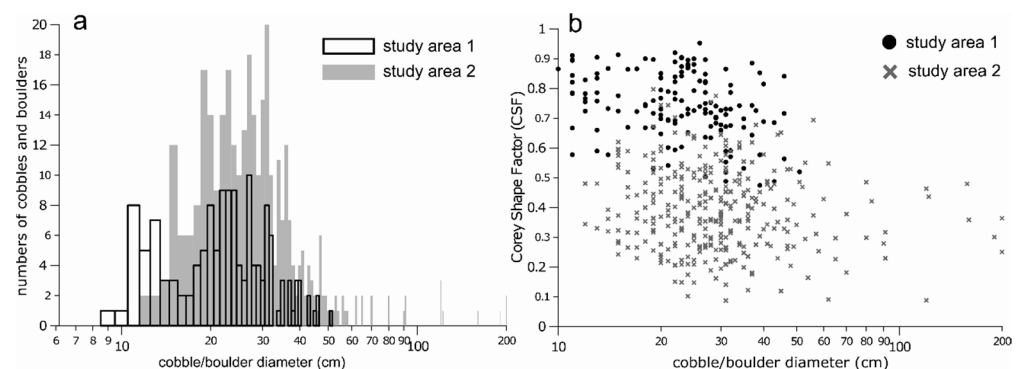 a
numbers of cobbles and boulders
20
18
16
14
12
10
8
6
4
2
0
study area 1
study area 2
6 7 8 9 10 20 30 40 50 60 70 80 90 100 200
cobble/boulder diameter (cm)
b
Corey Shape Factor (CSF)
1
0.9
0.8
0.7
0.6
0.5
0.4
0.3
0.2
0.1
0
study area 1
study area 2
10 20 30 40 50 60 70 80 90 100 200
cobble/boulder diameter (cm)